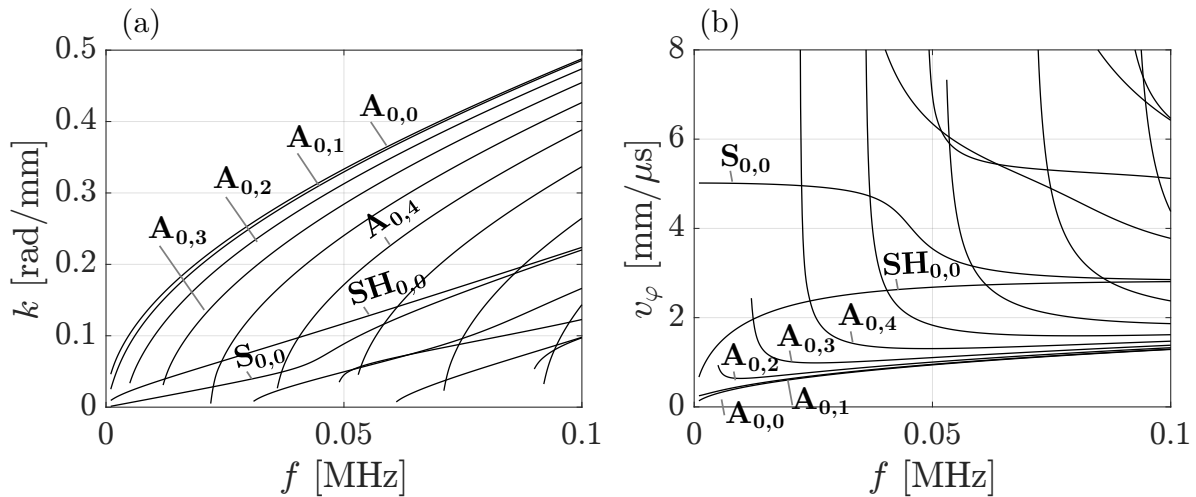 (a)
0.5
0.4
0.3
0.2
0.1
0
0
0.05
0.1
k [rad/mm]
f [MHz]
A0,0
A0,1
A0,2
A0,3
A0,4
SH0,0
S0,0
(b)
8
6
4
2
0
0
0.05
0.1
vφ [mm/μs]
f [MHz]
S0,0
SH0,0
A0,4
A0,3
A0,2
A0,1
A0,0